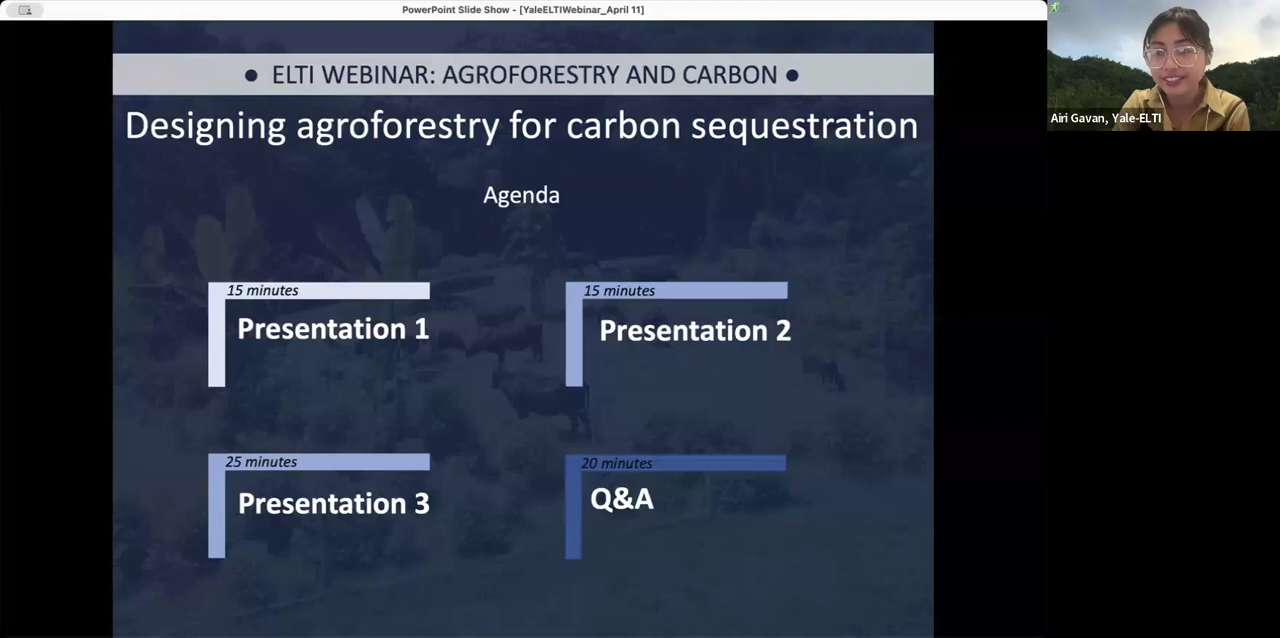 PowerPoint Slide Show - [YaleELTIWebinar_April 11]
● ELTI WEBINAR: AGROFORESTRY AND CARBON ●
Designing agroforestry for carbon sequestration
Agenda
15 minutes
Presentation 1
15 minutes
Presentation 2
25 minutes
Presentation 3
20 minutes
Q&A
Airi Gavan, Yale-ELTI